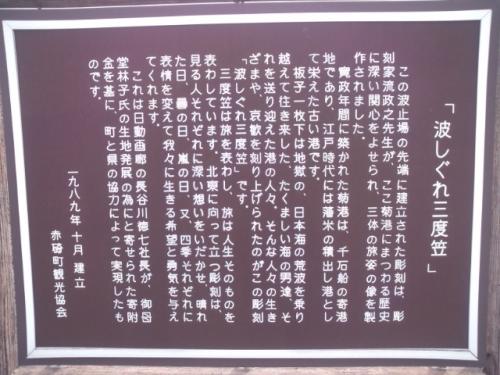 「波しぐれ三度笠」
この波止場の先端に建立された彫刻は、彫
刻家流政之先生が、ここ菊港にまつわる歴史
に深い関心をよせられ、三体の旅姿の像を製
作されました。
寛政年間に築かれた菊港は、千石船の寄港
地であり、江戸時代には藩米の積出し港とし
て栄えた古い港です。
板子一枚下は地獄の、日本海の荒波を乗り
越えて往き来した、たくましい海の男達、そ
れを送り迎えた港の人々、そんな人々の生き
ざまや、哀歓を刻り上げられたのがこの彫刻
「波しぐれ三度笠」です。
三度笠は旅を表わし、旅は人生そのものを
表わしています。北東に向って立つ彫刻は、
見る人それぞれに深い想いをいだかせ、晴れ
た日、曇の日、嵐の日、又、四季それぞれに
表情を変えて我々に生きる希望と勇気を与え
てくれます。
これは日動画廊の長谷川徳七社長が、御母
堂林子氏の生地発展の為にと寄せられた寄附
金を基に、町と県の協力によって実現したも
のです。
一九八九年十月 建立
赤碕町観光協会